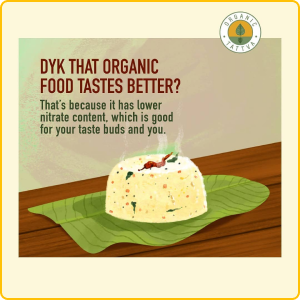 ORGANIC
TATTVA
DYK THAT ORGANIC
FOOD TASTES BETTER?
That's because it has lower
nitrate content, which is good
for your taste buds and you.